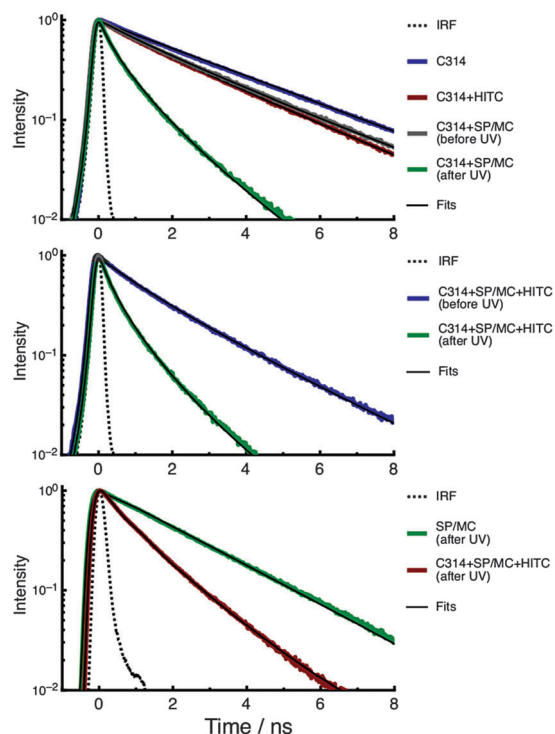 10⁰
10⁻¹
10⁻²
Intensity
0
2
4
6
8
IRF
C314
C314+HITC
C314+SP/MC
(before UV)
C314+SP/MC
(after UV)
Fits
10⁰
10⁻¹
10⁻²
Intensity
0
2
4
6
8
IRF
C314+SP/MC+HITC
(before UV)
C314+SP/MC+HITC
(after UV)
Fits
10⁰
10⁻¹
10⁻²
Intensity
0
2
4
6
8
Time / ns
IRF
SP/MC
(after UV)
C314+SP/MC+HITC
(after UV)
Fits